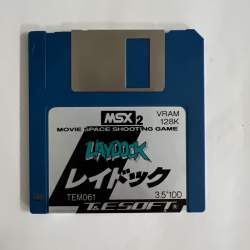 MSX2
VRAM
128K
MOVIE SPACE SHOOTING GAME
LAYDOCK
レイドック
TEM061
3.5"1DD
T&ESOFT